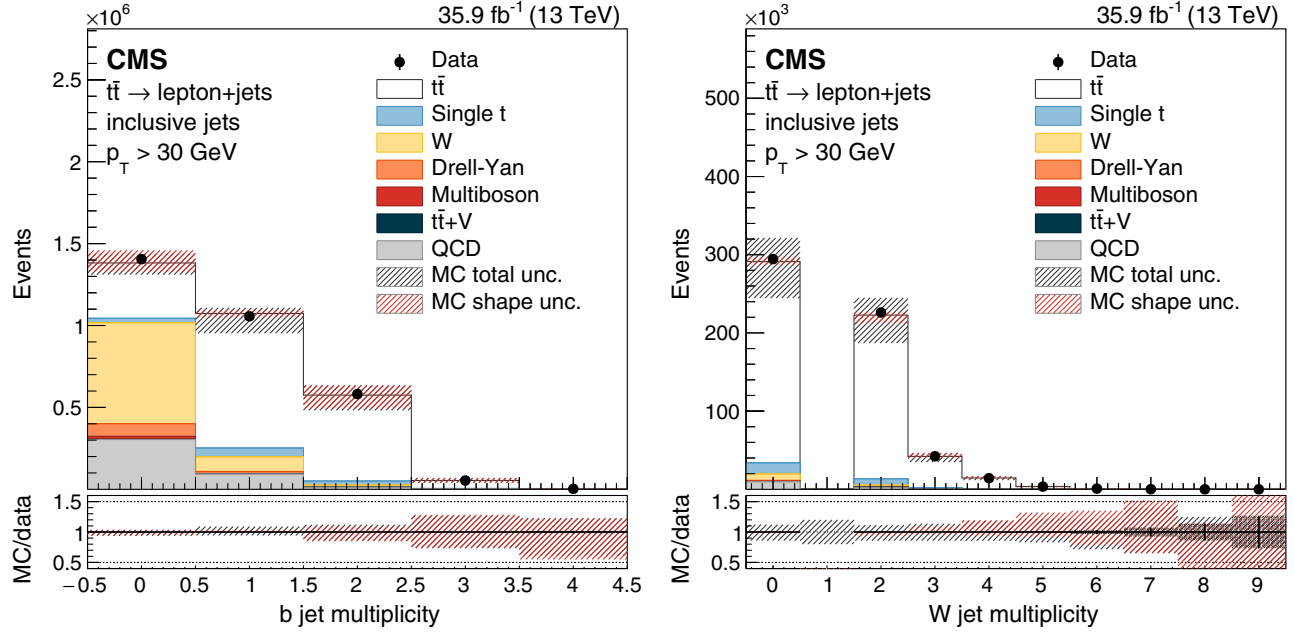 ×10⁶
35.9 fb⁻¹ (13 TeV)
CMS
tt̄ → lepton+jets
inclusive jets
p_T > 30 GeV
Data
tt̄
Single t
W
Drell-Yan
Multiboson
tt̄+V
QCD
MC total unc.
MC shape unc.
Events
2.5
2
1.5
1
0.5
MC/data
1.5
1
0.5
−0.5 0 0.5 1 1.5 2 2.5 3 3.5 4 4.5
b jet multiplicity
×10³
35.9 fb⁻¹ (13 TeV)
CMS
tt̄ → lepton+jets
inclusive jets
p_T > 30 GeV
Data
tt̄
Single t
W
Drell-Yan
Multiboson
tt̄+V
QCD
MC total unc.
MC shape unc.
Events
500
400
300
200
100
MC/data
1.5
1
0.5
0 1 2 3 4 5 6 7 8 9
W jet multiplicity